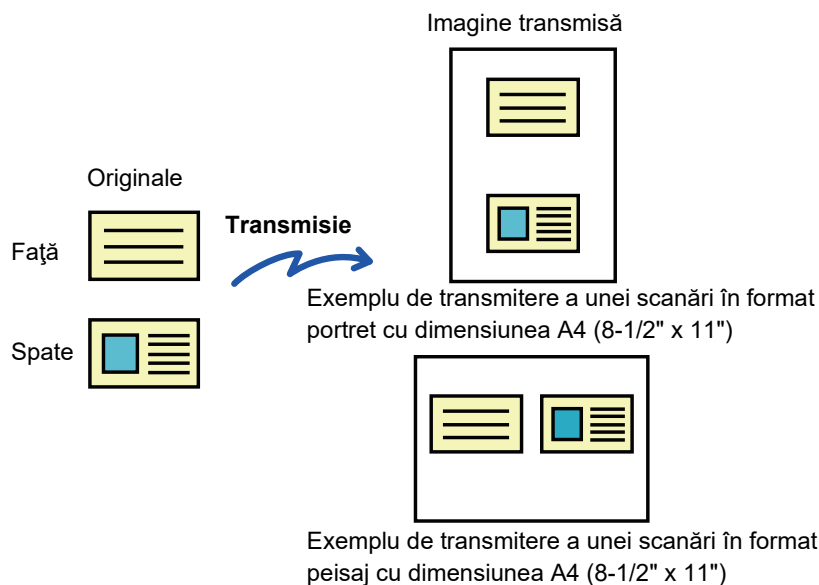 Imagine transmisă
Originale
Transmisie
Faţă
Exemplu de transmitere a unei scanări în format
portret cu dimensiunea A4 (8-1/2" x 11")
Spate
Exemplu de transmitere a unei scanări în format
peisaj cu dimensiunea A4 (8-1/2" x 11")